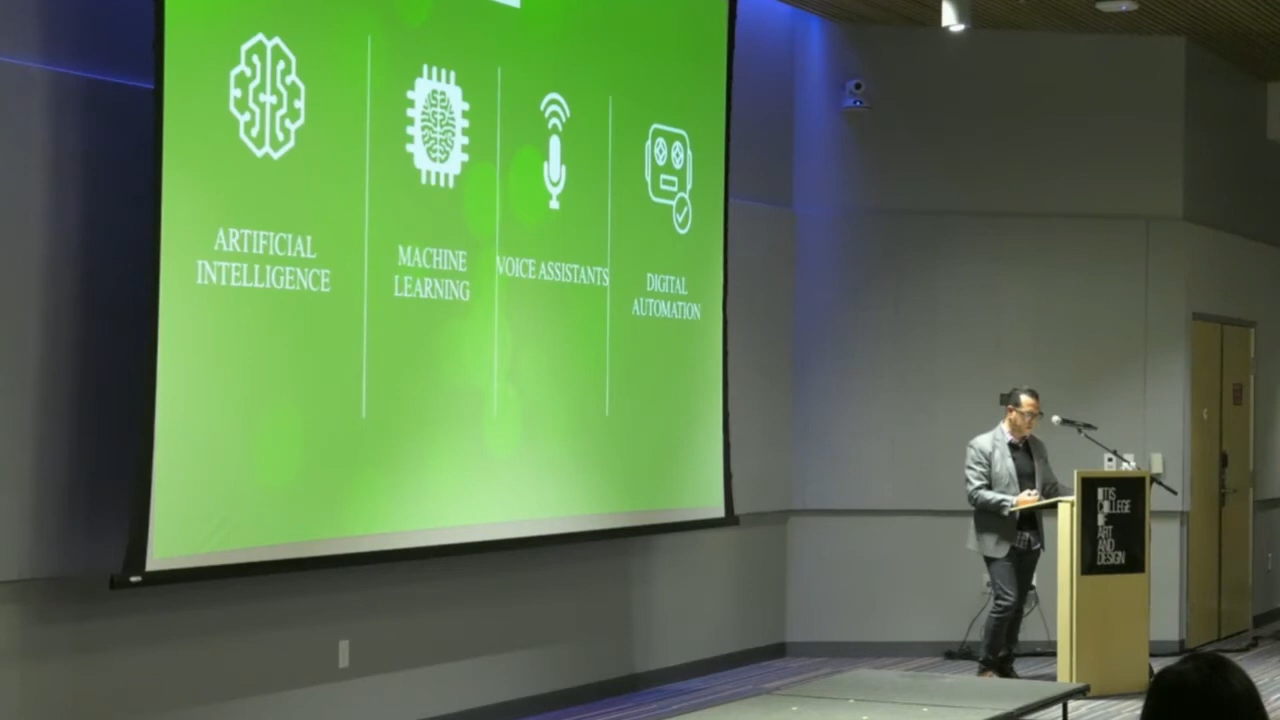 ARTIFICIAL
INTELLIGENCE
MACHINE
LEARNING
VOICE ASSISTANTS
DIGITAL
AUTOMATION
OTIS
COLLEGE
OF
ART
AND
DESIGN